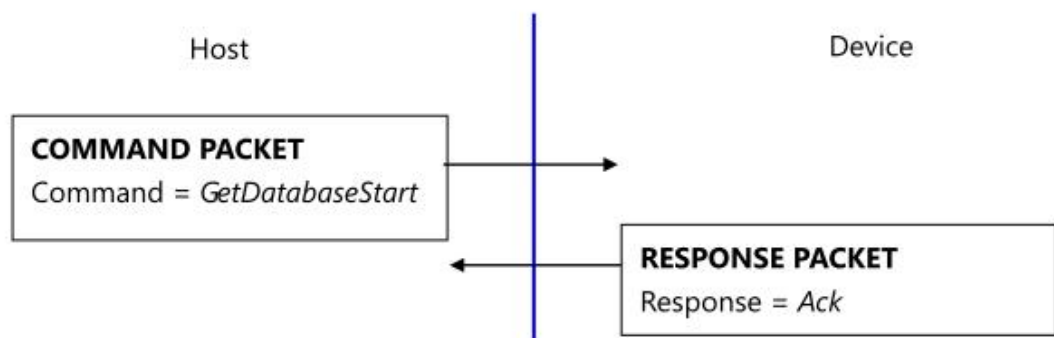 Host
Device
COMMAND PACKET
Command = GetDatabaseStart
RESPONSE PACKET
Response = Ack